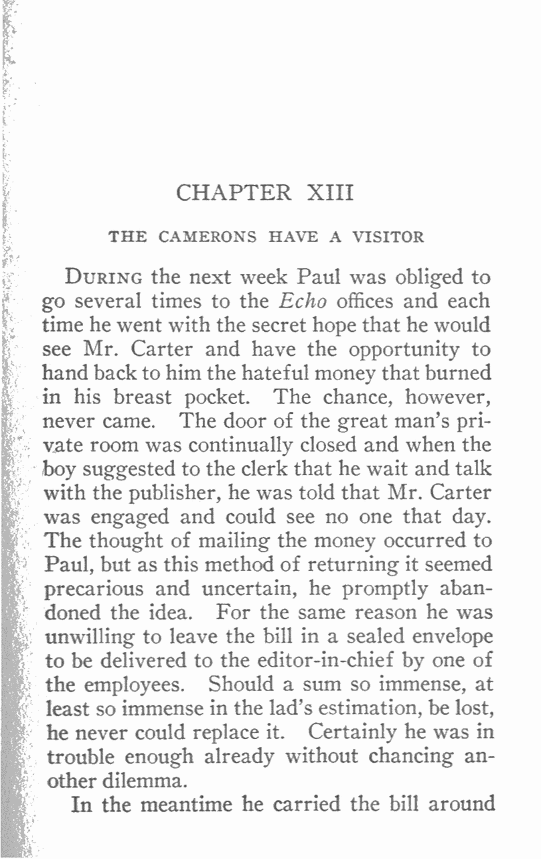 CHAPTER XIII
THE CAMERONS HAVE A VISITOR
DURING the next week Paul was obliged to
go several times to the Echo offices and each
time he went with the secret hope that he would
see Mr. Carter and have the opportunity to
hand back to him the hateful money that burned
in his breast pocket. The chance, however,
never came. The door of the great man's pri-
vate room was continually closed and when the
boy suggested to the clerk that he wait and talk
with the publisher, he was told that Mr. Carter
was engaged and could see no one that day.
The thought of mailing the money occurred to
Paul, but as this method of returning it seemed
precarious and uncertain, he promptly aban-
doned the idea. For the same reason he was
unwilling to leave the bill in a sealed envelope
to be delivered to the editor-in-chief by one of
the employees. Should a sum so immense, at
least so immense in the lad's estimation, be lost,
he never could replace it. Certainly he was in
trouble enough already without chancing an-
other dilemma.
In the meantime he carried the bill around